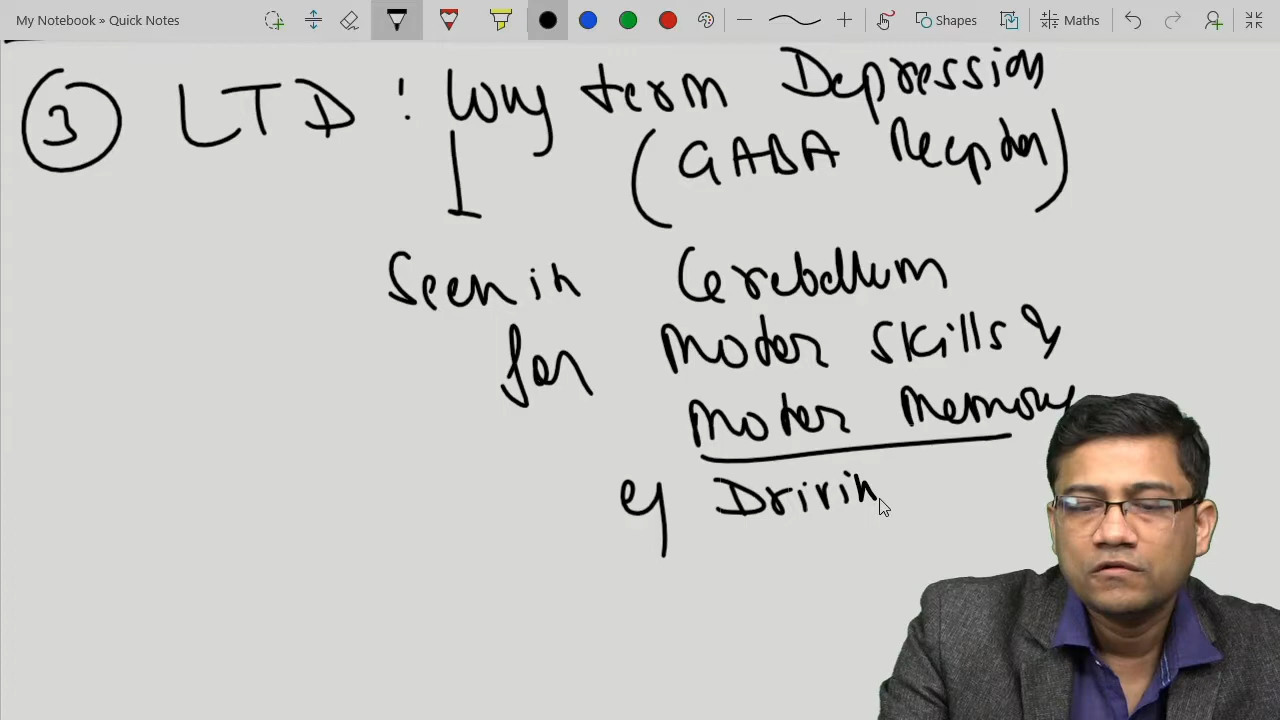 My Notebook » Quick Notes
Shapes
Maths
3 LTD : Long term Depression
(GABA Receptor)
Seen in Cerebellum
for Motor Skills &
Motor Memory
eg Drivin